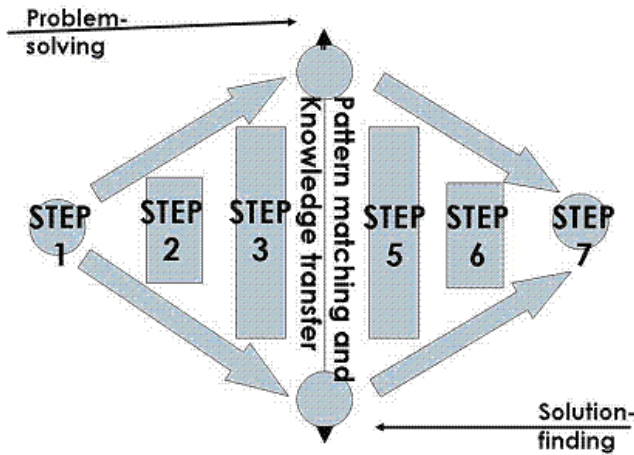 Problem-
solving
Pattern matching and
Knowledge transfer
STEP
1
STEP
2
STEP
3
STEP
5
STEP
6
STEP
7
Solution-
finding